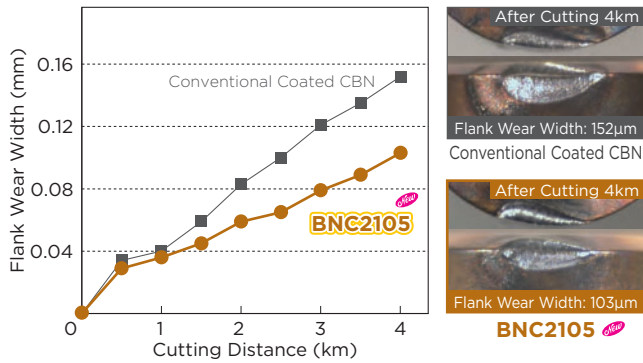 Flank Wear Width (mm)
0.16
0.12
0.08
0.04
0
1
2
3
4
Cutting Distance (km)
Conventional Coated CBN
New
BNC2105
After Cutting 4km
Flank Wear Width: 152µm
Conventional Coated CBN
After Cutting 4km
Flank Wear Width: 103µm
BNC2105 New